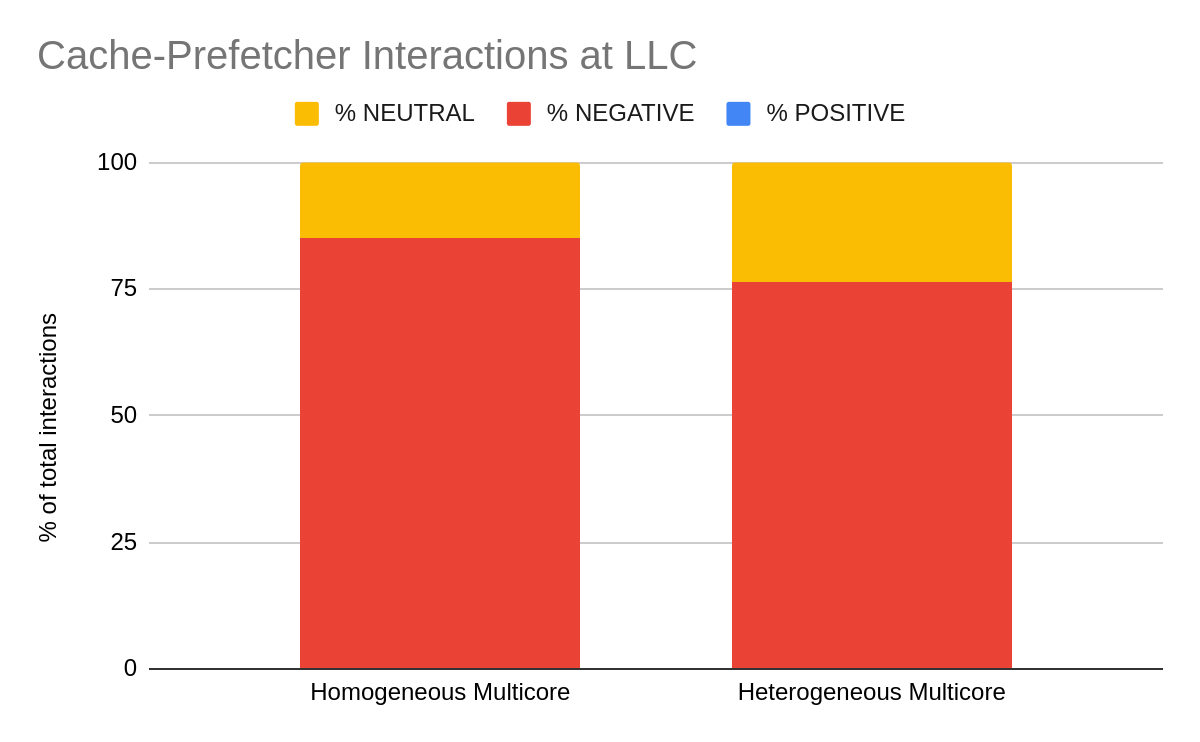 Cache-Prefetcher Interactions at LLC
% NEUTRAL % NEGATIVE % POSITIVE
100
75
50
25
0
% of total interactions
Homogeneous Multicore Heterogeneous Multicore